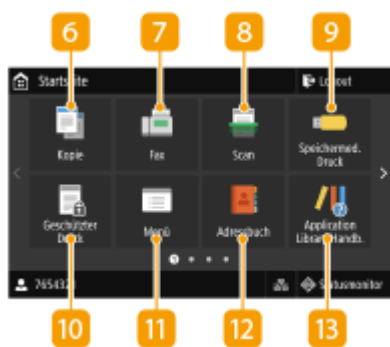 6 7 8 9
Startseite Logout
Kopie Fax Scan Speichermed.
Druck
Geschützter
Druck Menü Adressbuch Application
Library Handb.
7654321 Statusmonitor
10 11 12 13